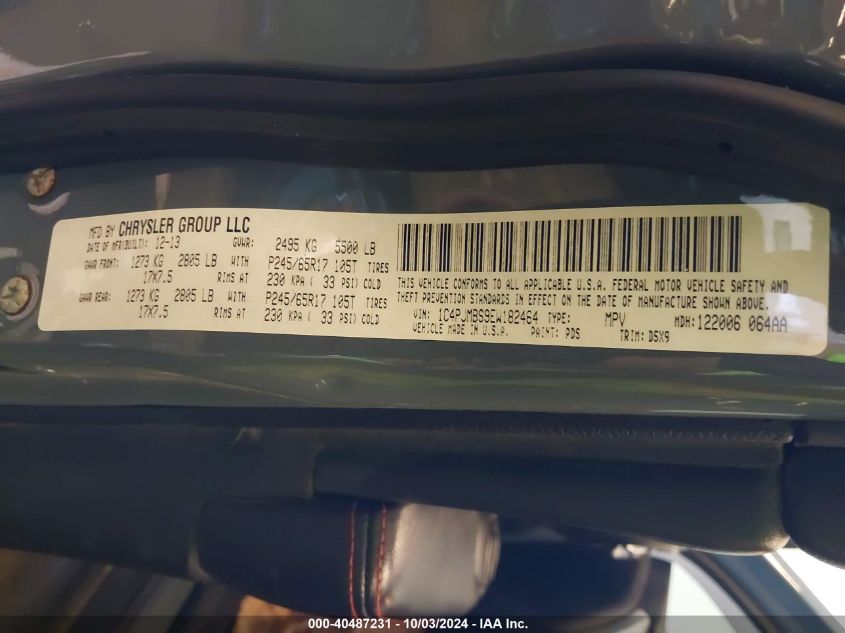 MFD BY CHRYSLER GROUP LLC
DATE OF MFR(BUILT): 12-13 GVWR: 2495 KG 5500 LB
GAWR FRONT: 1273 KG 2805 LB WITH P245/65R17 105T TIRES
17X7.5 RIMS AT 230 KPA ( 33 PSI) COLD
GAWR REAR: 1273 KG 2805 LB WITH P245/65R17 105T TIRES
17X7.5 RIMS AT 230 KPA ( 33 PSI) COLD
THIS VEHICLE CONFORMS TO ALL APPLICABLE U.S.A. FEDERAL MOTOR VEHICLE SAFETY AND
THEFT PREVENTION STANDARDS IN EFFECT ON THE DATE OF MANUFACTURE SHOWN ABOVE.
VIN: 1C4PJMBS9EW182464 TYPE: MPV MDH:122006 064AA
VEHICLE MADE IN U.S.A. PAINT: PDS TRIM: D5X9
000-40487231 - 10/03/2024 - IAA Inc.